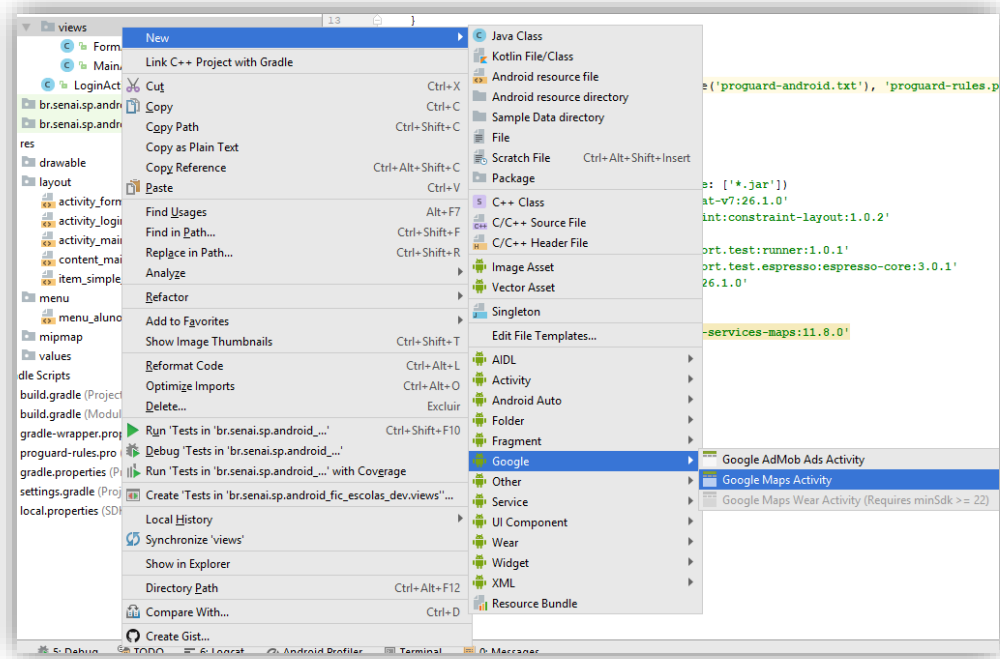 views
Form
Main
LoginAct
br.senai.sp.andr
br.senai.sp.andr
res
drawable
layout
activity_form
activity_logi
activity_mai
content_mai
item_simple
menu
menu_aluno
mipmap
values
dle Scripts
build.gradle (Project
build.gradle (Modul
gradle-wrapper.prop
proguard-rules.pro (
gradle.properties (P
settings.gradle (Proj
local.properties (SDK
New
Link C++ Project with Gradle
Cut Ctrl+X
Copy Ctrl+C
Copy Path Ctrl+Shift+C
Copy as Plain Text
Copy Reference Ctrl+Alt+Shift+C
Paste Ctrl+V
Find Usages Alt+F7
Find in Path... Ctrl+Shift+F
Replace in Path... Ctrl+Shift+R
Analyze
Refactor
Add to Favorites
Show Image Thumbnails Ctrl+Shift+T
Reformat Code Ctrl+Alt+L
Optimize Imports Ctrl+Alt+O
Delete... Excluir
Run 'Tests in 'br.senai.sp.android_...' Ctrl+Shift+F10
Debug 'Tests in 'br.senai.sp.android_...'
Run 'Tests in 'br.senai.sp.android_...' with Coverage
Create 'Tests in 'br.senai.sp.android_fic_escolas_dev.views''...
Local History
Synchronize 'views'
Show in Explorer
Directory Path Ctrl+Alt+F12
Compare With... Ctrl+D
Create Gist...
Java Class
Kotlin File/Class
Android resource file
Android resource directory
Sample Data directory
File
Scratch File Ctrl+Alt+Shift+Insert
Package
C++ Class
C/C++ Source File
C/C++ Header File
Image Asset
Vector Asset
Singleton
Edit File Templates...
AIDL
Activity
Android Auto
Folder
Fragment
Google
Other
Service
UI Component
Wear
Widget
XML
Resource Bundle
Google AdMob Ads Activity
Google Maps Activity
Google Maps Wear Activity (Requires minSdk >= 22)
13 }
e('proguard-android.txt'), 'proguard-rules.p
e: ['*.jar'])
at-v7:26.1.0'
int:constraint-layout:1.0.2'
ort.test:runner:1.0.1'
ort.test.espresso:espresso-core:3.0.1'
26.1.0'
-services-maps:11.8.0'
5: Debug TODO 6: Logcat Android Profiler Terminal 0: Messages